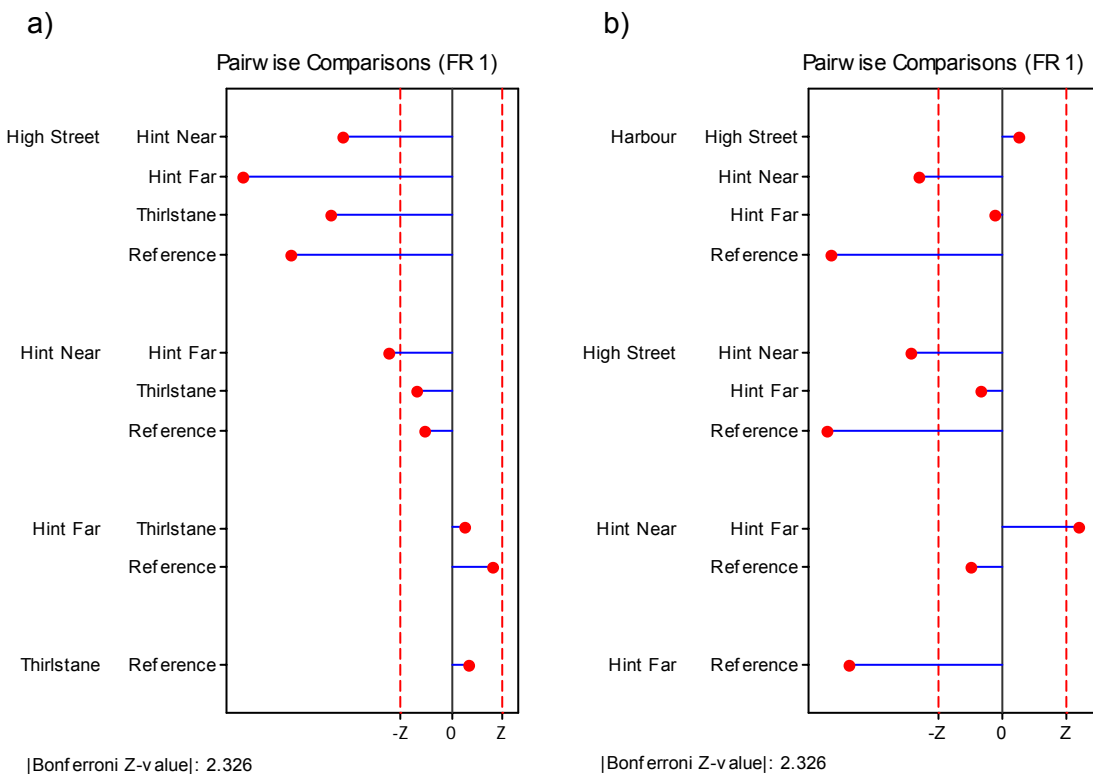 a)
Pairwise Comparisons (FR 1)
High Street Hint Near
Hint Far
Thirlstane
Reference
Hint Near Hint Far
Thirlstane
Reference
Hint Far Thirlstane
Reference
Thirlstane Reference
-Z 0 Z
|Bonferroni Z-value|: 2.326
b)
Pairwise Comparisons (FR 1)
Harbour High Street
Hint Near
Hint Far
Reference
High Street Hint Near
Hint Far
Reference
Hint Near Hint Far
Reference
Hint Far Reference
-Z 0 Z
|Bonferroni Z-value|: 2.326